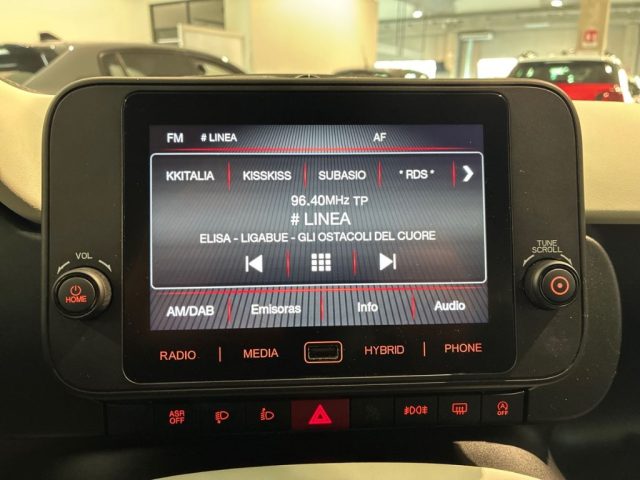 FM # LINEA AF
KKITALIA KISSKISS SUBASIO * RDS *
96.40MHz TP
# LINEA
ELISA - LIGABUE - GLI OSTACOLI DEL CUORE
AM/DAB Emisoras Info Audio
VOL
HOME
TUNE
SCROLL
RADIO MEDIA HYBRID PHONE
ASR
OFF
OFF